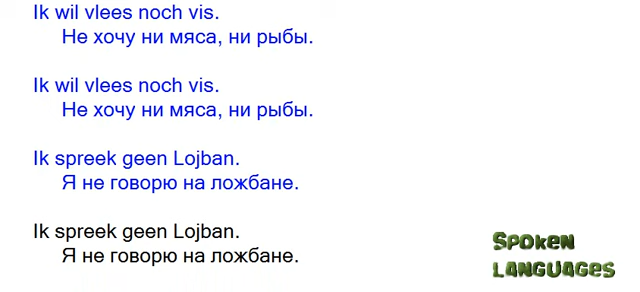 Ik wil vlees noch vis.
Не хочу ни мяса, ни рыбы.
Ik wil vlees noch vis.
Не хочу ни мяса, ни рыбы.
Ik spreek geen Lojban.
Я не говорю на ложбане.
Ik spreek geen Lojban.
Я не говорю на ложбане.
Spoken
Languages